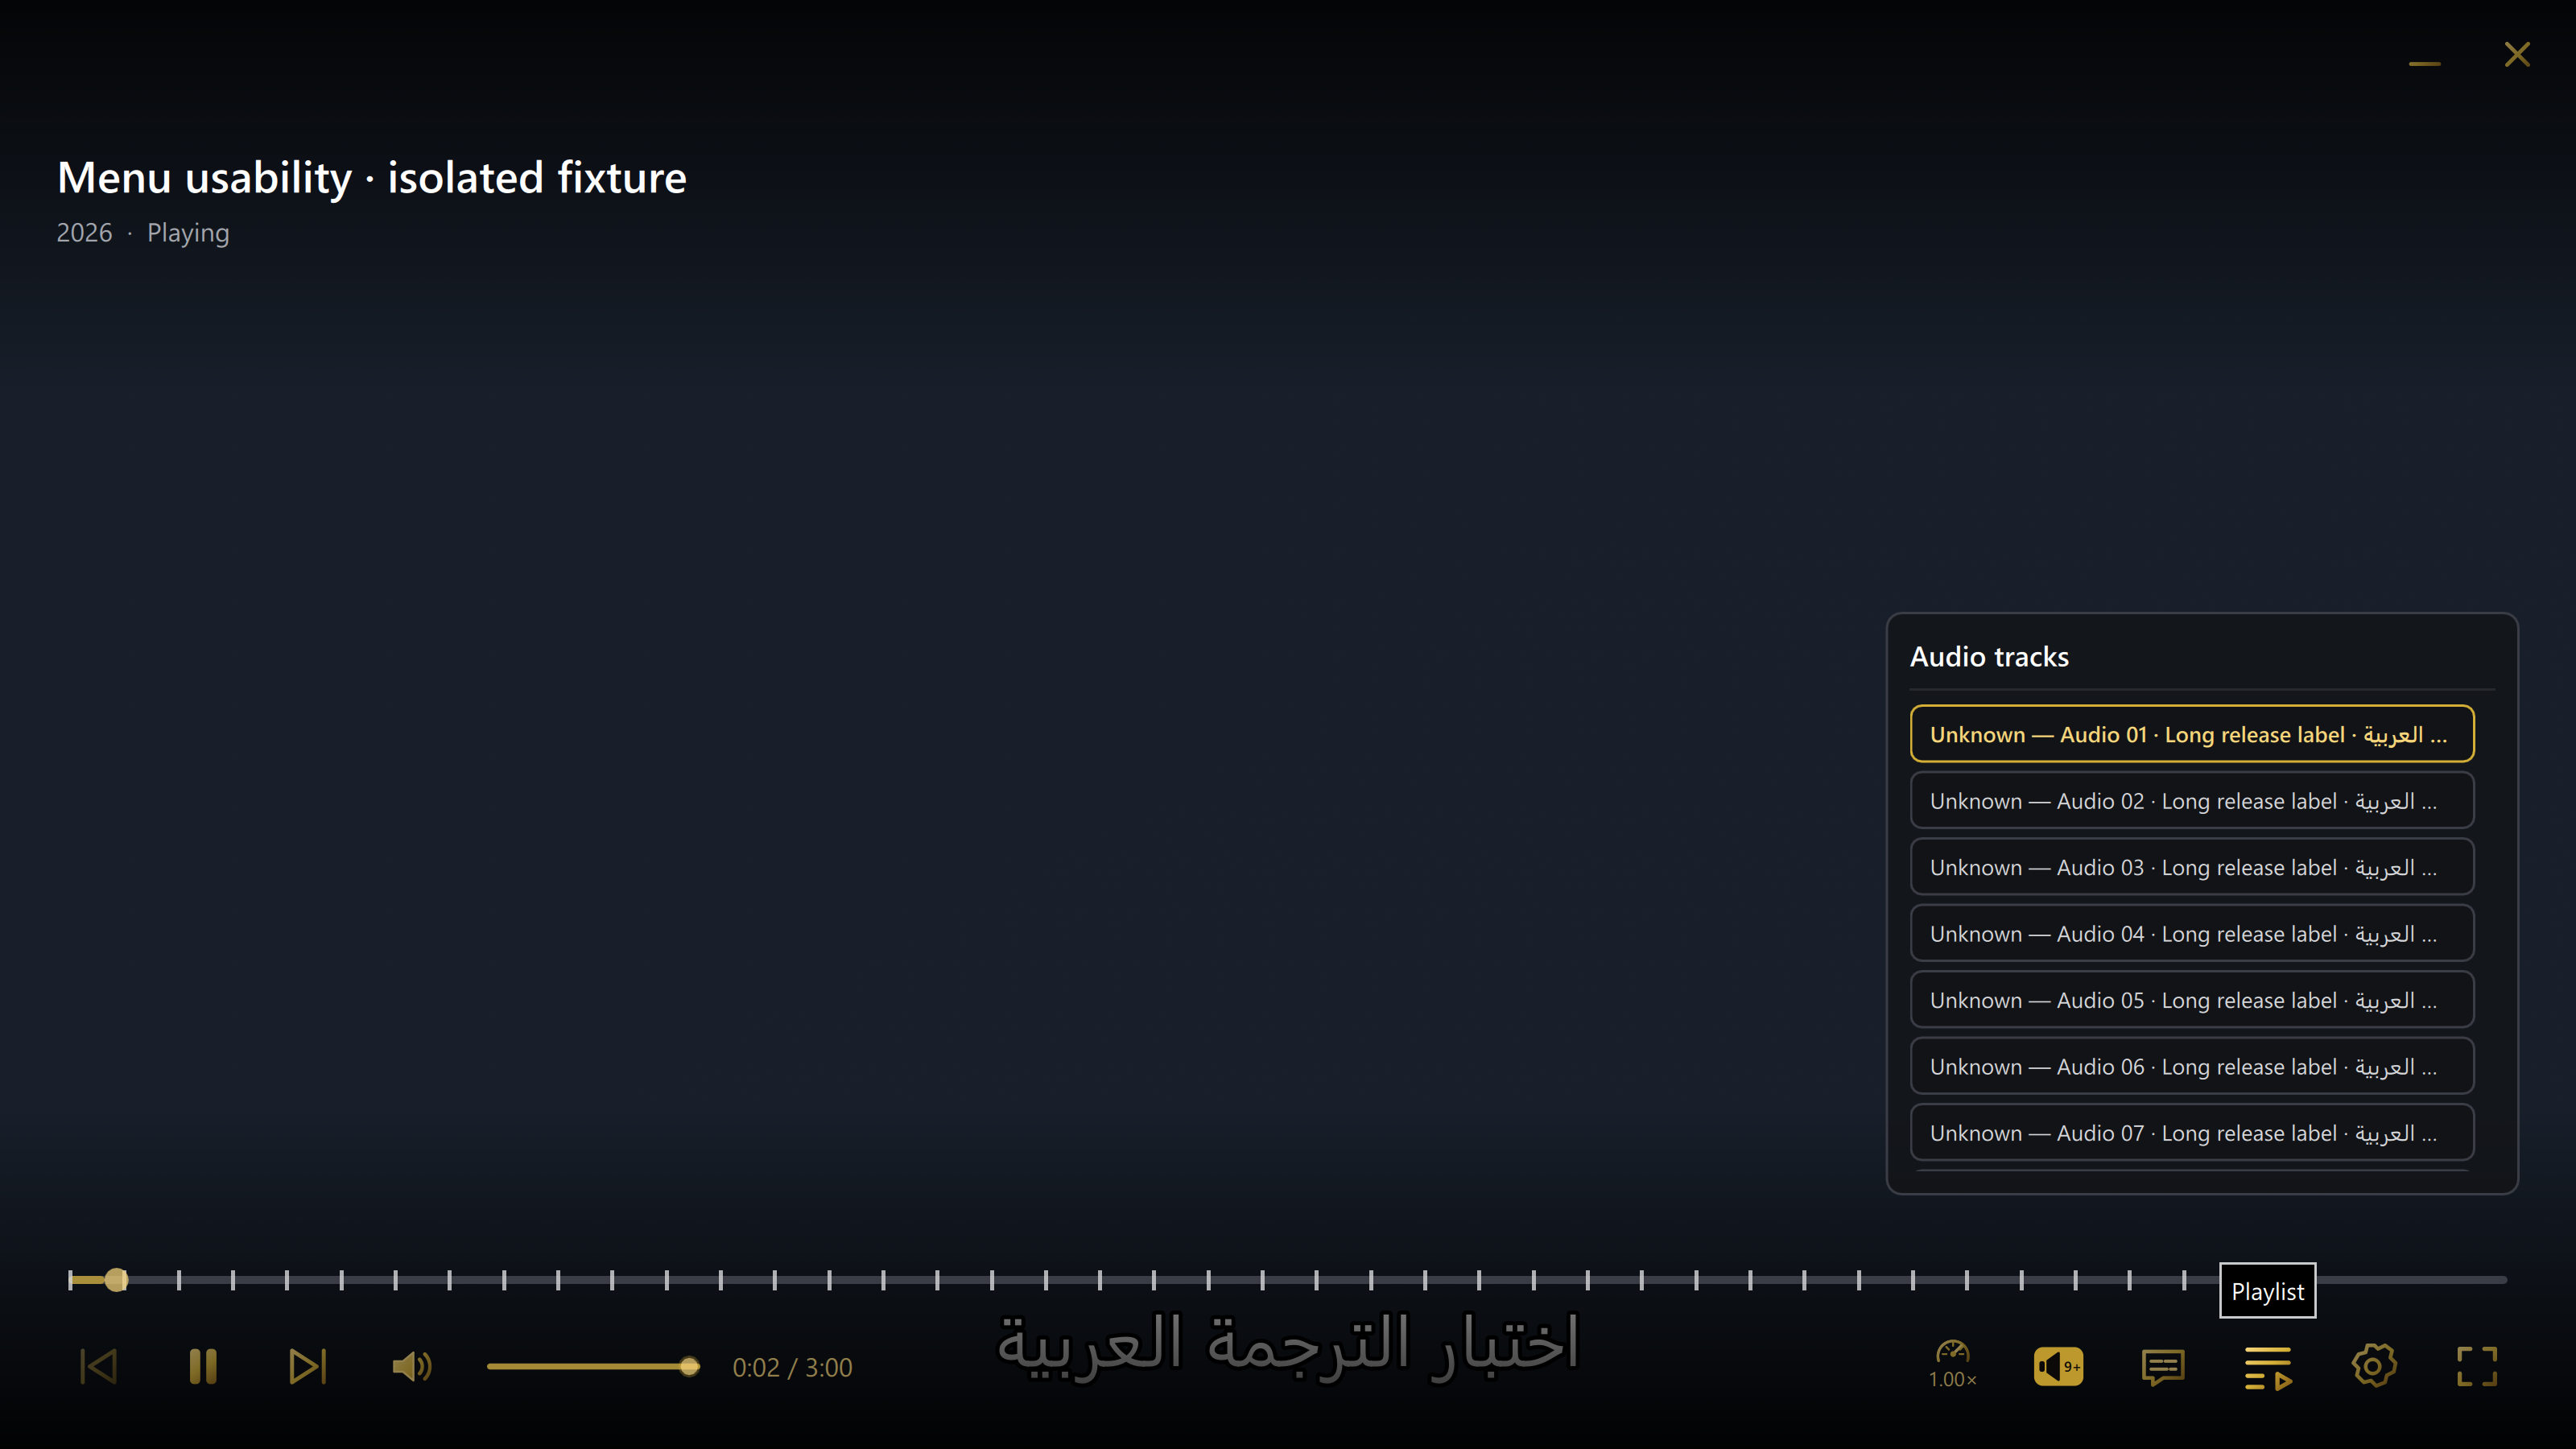 Menu usability · isolated fixture
2026 · Playing
Audio tracks
Unknown — Audio 01 · Long release label · العربية ...
Unknown — Audio 02 · Long release label · العربية ...
Unknown — Audio 03 · Long release label · العربية ...
Unknown — Audio 04 · Long release label · العربية ...
Unknown — Audio 05 · Long release label · العربية ...
Unknown — Audio 06 · Long release label · العربية ...
Unknown — Audio 07 · Long release label · العربية ...
Playlist
اختبار الترجمة العربية
0:02 / 3:00
1.00×
9+